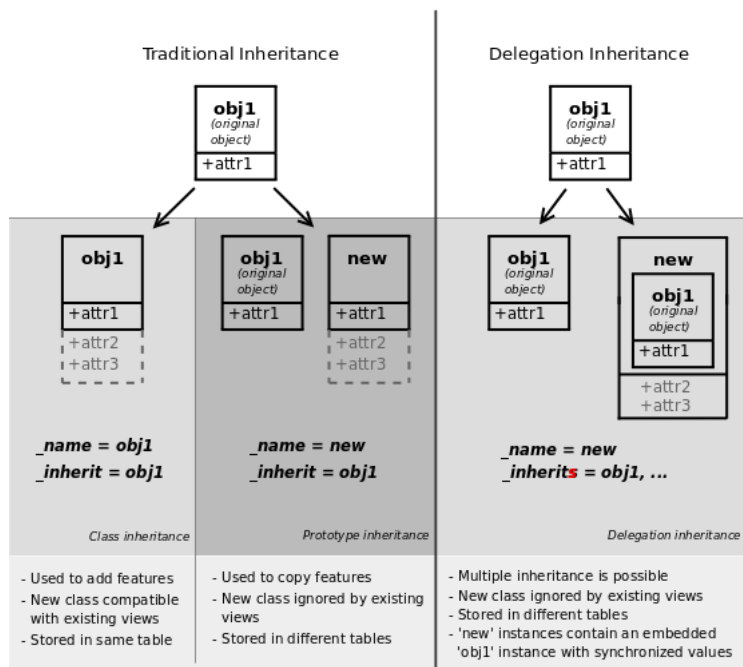 Traditional Inheritance
Delegation Inheritance
obj1
(original
object)
+attr1
obj1
(original
object)
+attr1
obj1
+attr1
+attr2
+attr3
_name = obj1
_inherit = obj1
Class inheritance
obj1
(original
object)
+attr1
new
+attr1
+attr2
+attr3
_name = new
_inherit = obj1
Prototype inheritance
obj1
(original
object)
+attr1
new
obj1
(original
object)
+attr1
+attr2
+attr3
_name = new
_inherits = obj1, ...
Delegation inheritance
- Used to add features
- New class compatible
with existing views
- Stored in same table
- Used to copy features
- New class ignored by existing
views
- Stored in different tables
- Multiple inheritance is possible
- New class ignored by existing views
- Stored in different tables
- 'new' instances contain an embedded
'obj1' instance with synchronized values